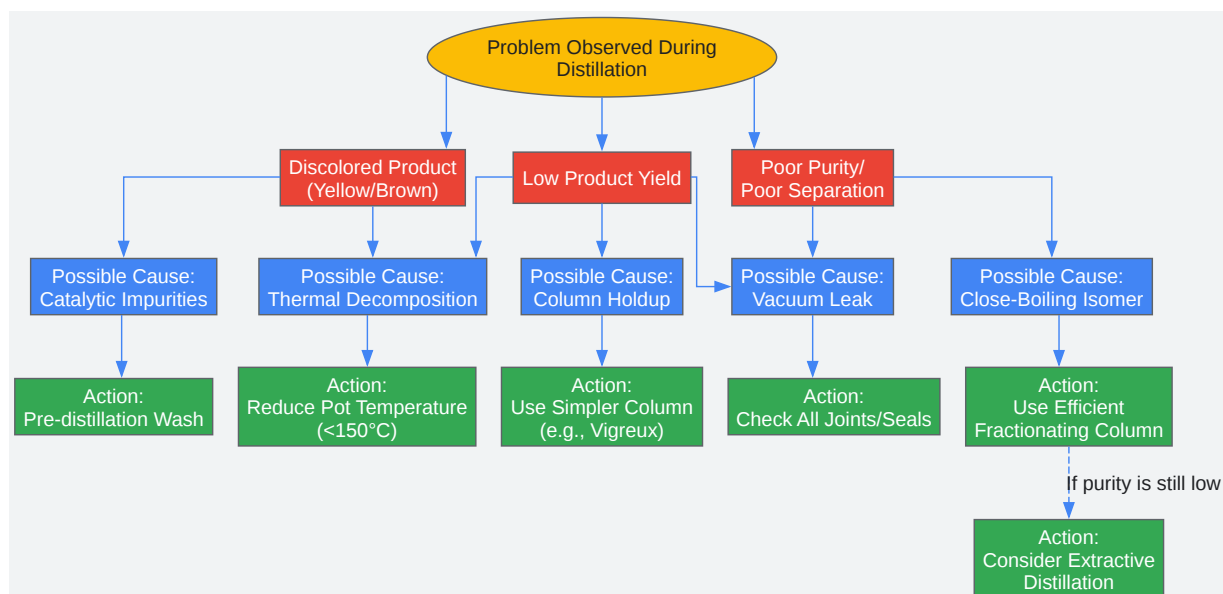 Problem Observed During
Distillation
Discolored Product
(Yellow/Brown)
Low Product Yield
Poor Purity/
Poor Separation
Possible Cause:
Catalytic Impurities
Possible Cause:
Thermal Decomposition
Possible Cause:
Column Holdup
Possible Cause:
Vacuum Leak
Possible Cause:
Close-Boiling Isomer
Action:
Pre-distillation Wash
Action:
Reduce Pot Temperature
(<150°C)
Action:
Use Simpler Column
(e.g., Vigreux)
Action:
Check All Joints/Seals
Action:
Use Efficient
Fractionating Column
If purity is still low
Action:
Consider Extractive
Distillation